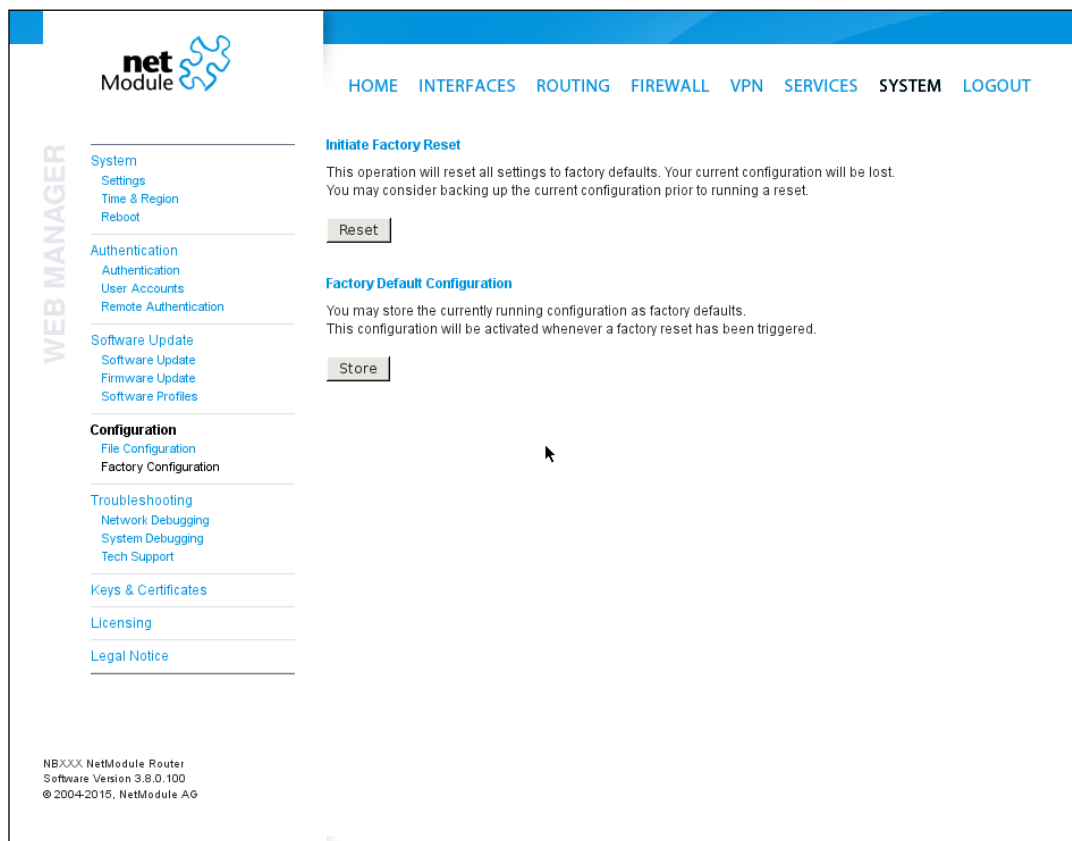 net
Module
HOME INTERFACES ROUTING FIREWALL VPN SERVICES SYSTEM LOGOUT
WEB MANAGER
System
Settings
Time & Region
Reboot
Authentication
Authentication
User Accounts
Remote Authentication
Software Update
Software Update
Firmware Update
Software Profiles
Configuration
File Configuration
Factory Configuration
Troubleshooting
Network Debugging
System Debugging
Tech Support
Keys & Certificates
Licensing
Legal Notice
Initiate Factory Reset
This operation will reset all settings to factory defaults. Your current configuration will be lost.
You may consider backing up the current configuration prior to running a reset.
Reset
Factory Default Configuration
You may store the currently running configuration as factory defaults.
This configuration will be activated whenever a factory reset has been triggered.
Store
NBXXX NetModule Router
Software Version 3.8.0.100
© 2004-2015, NetModule AG